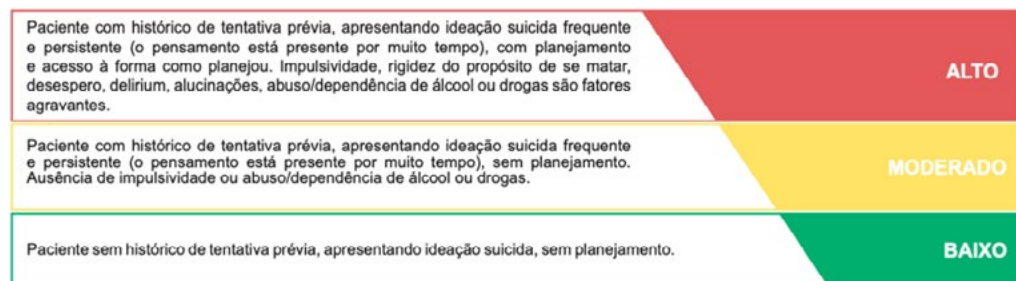 Paciente com histórico de tentativa prévia, apresentando ideação suicida frequente
e persistente (o pensamento está presente por muito tempo), com planejamento
e acesso à forma como planejou. Impulsividade, rigidez do propósito de se matar,
desespero, delirium, alucinações, abuso/dependência de álcool ou drogas são fatores
agravantes.
ALTO
Paciente com histórico de tentativa prévia, apresentando ideação suicida frequente
e persistente (o pensamento está presente por muito tempo), sem planejamento.
Ausência de impulsividade ou abuso/dependência de álcool ou drogas.
MODERADO
Paciente sem histórico de tentativa prévia, apresentando ideação suicida, sem planejamento.
BAIXO